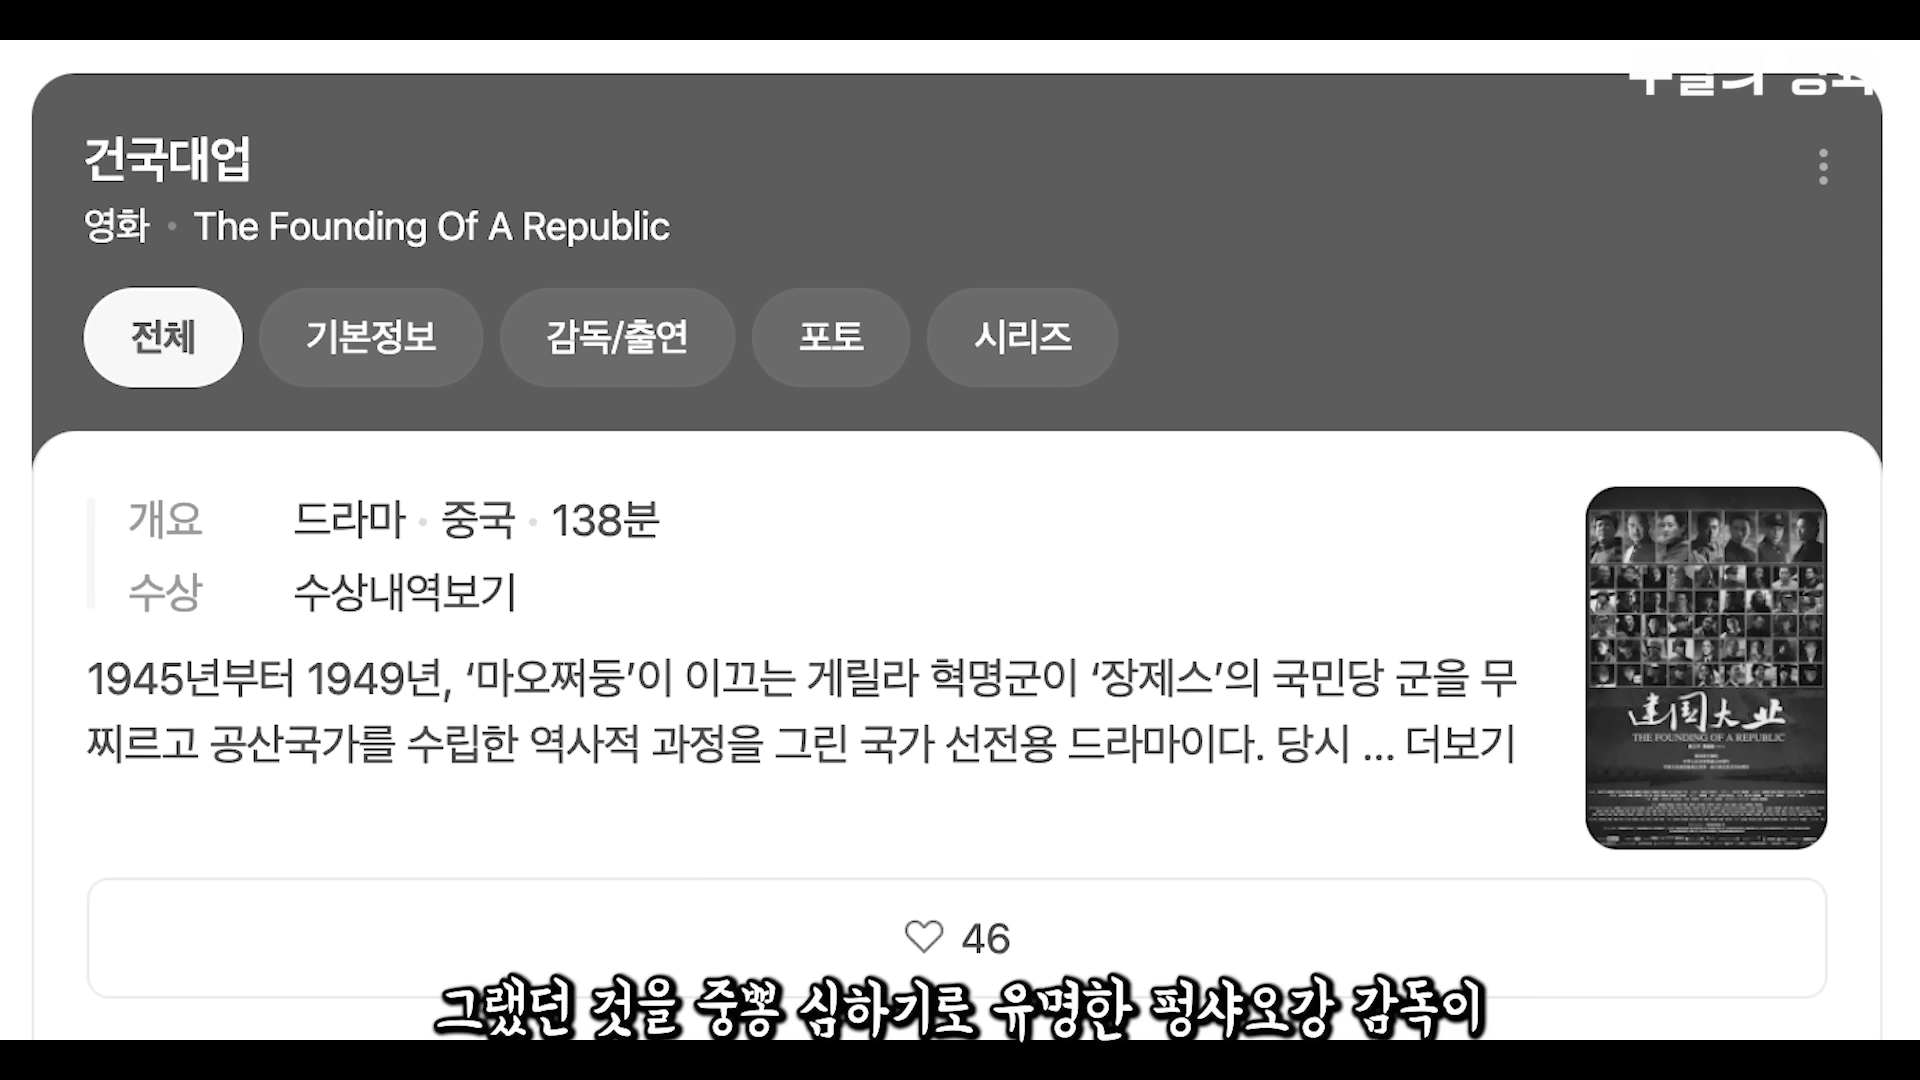 건국대업
영화 · The Founding Of A Republic
전체 기본정보 감독/출연 포토 시리즈
개요 드라마 · 중국 · 138분
수상 수상내역보기
1945년부터 1949년, ‘마오쩌둥’이 이끄는 게릴라 혁명군이 ‘장제스’의 국민당 군을 무
찌르고 공산국가를 수립한 역사적 과정을 그린 국가 선전용 드라마이다. 당시 ... 더보기
建国大业
THE FOUNDING OF A REPUBLIC
46
그랬던 것을 중뽕 심하기로 유명한 펑샤오강 감독이